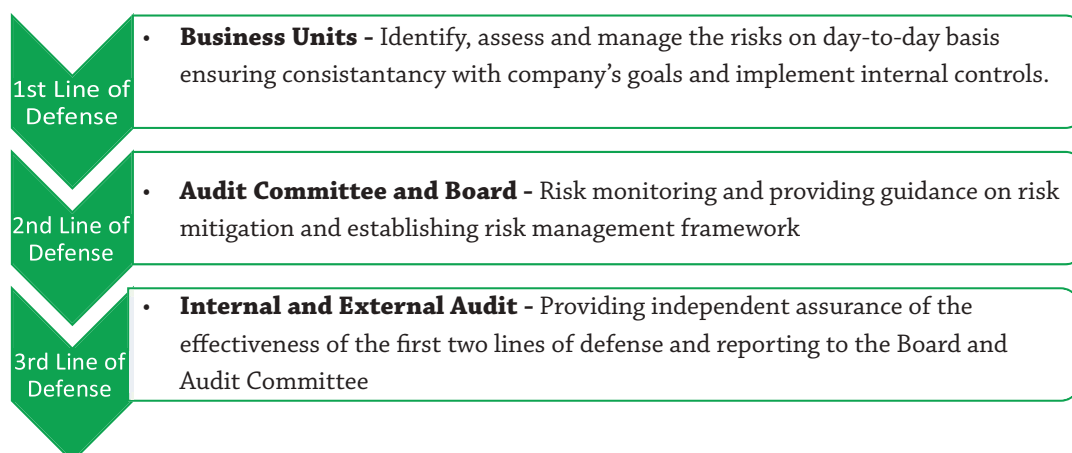 1st Line of
Defense
• Business Units - Identify, assess and manage the risks on day-to-day basis
ensuring consistantancy with company’s goals and implement internal controls.
2nd Line of
Defense
• Audit Committee and Board - Risk monitoring and providing guidance on risk
mitigation and establishing risk management framework
3rd Line of
Defense
• Internal and External Audit - Providing independent assurance of the
effectiveness of the first two lines of defense and reporting to the Board and
Audit Committee